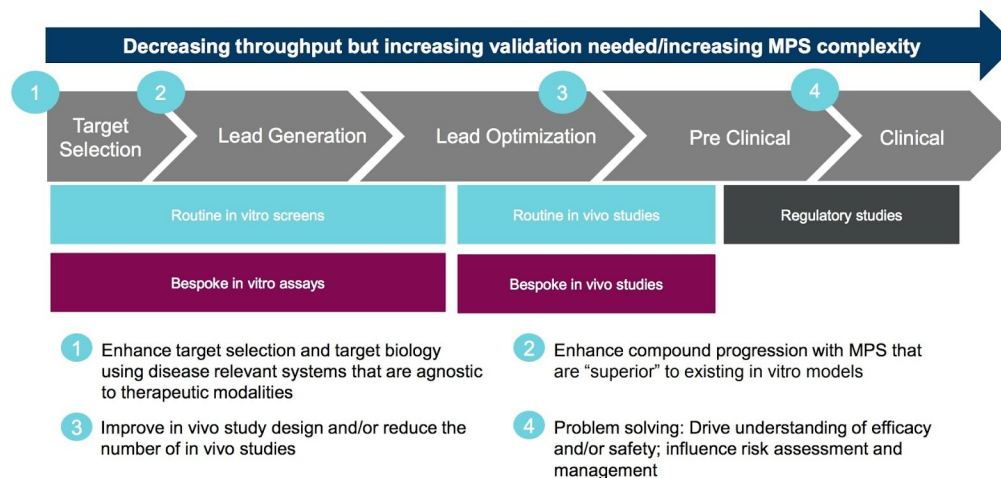 Decreasing throughput but increasing validation needed/increasing MPS complexity
1
2
3
4
Target
Selection
Lead Generation
Lead Optimization
Pre Clinical
Clinical
Routine in vitro screens
Routine in vivo studies
Regulatory studies
Bespoke in vitro assays
Bespoke in vivo studies
1
Enhance target selection and target biology
using disease relevant systems that are agnostic
to therapeutic modalities
2
Enhance compound progression with MPS that
are “superior” to existing in vitro models
3
Improve in vivo study design and/or reduce the
number of in vivo studies
4
Problem solving: Drive understanding of efficacy
and/or safety; influence risk assessment and
management